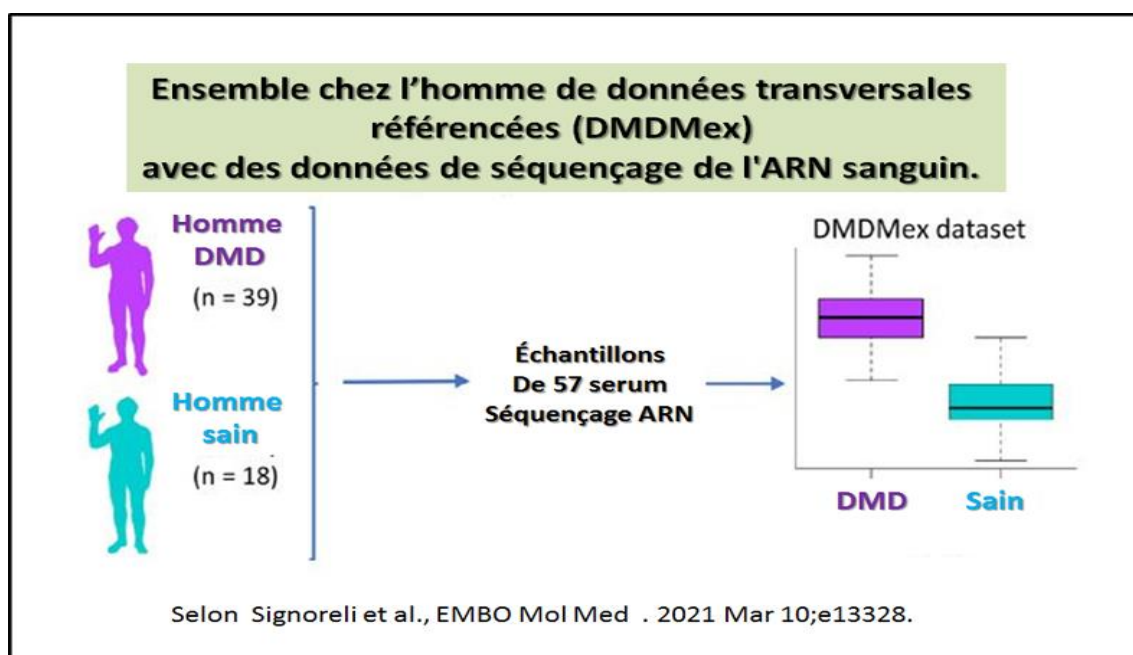 Ensemble chez l'homme de données transversales
référencées (DMDMex)
avec des données de séquençage de l'ARN sanguin.
Homme
DMD
(n = 39)
Homme
sain
(n = 18)
Échantillons
De 57 serum
Séquençage ARN
DMDMex dataset
DMD
Sain
Selon Signoreli et al., EMBO Mol Med . 2021 Mar 10;e13328.